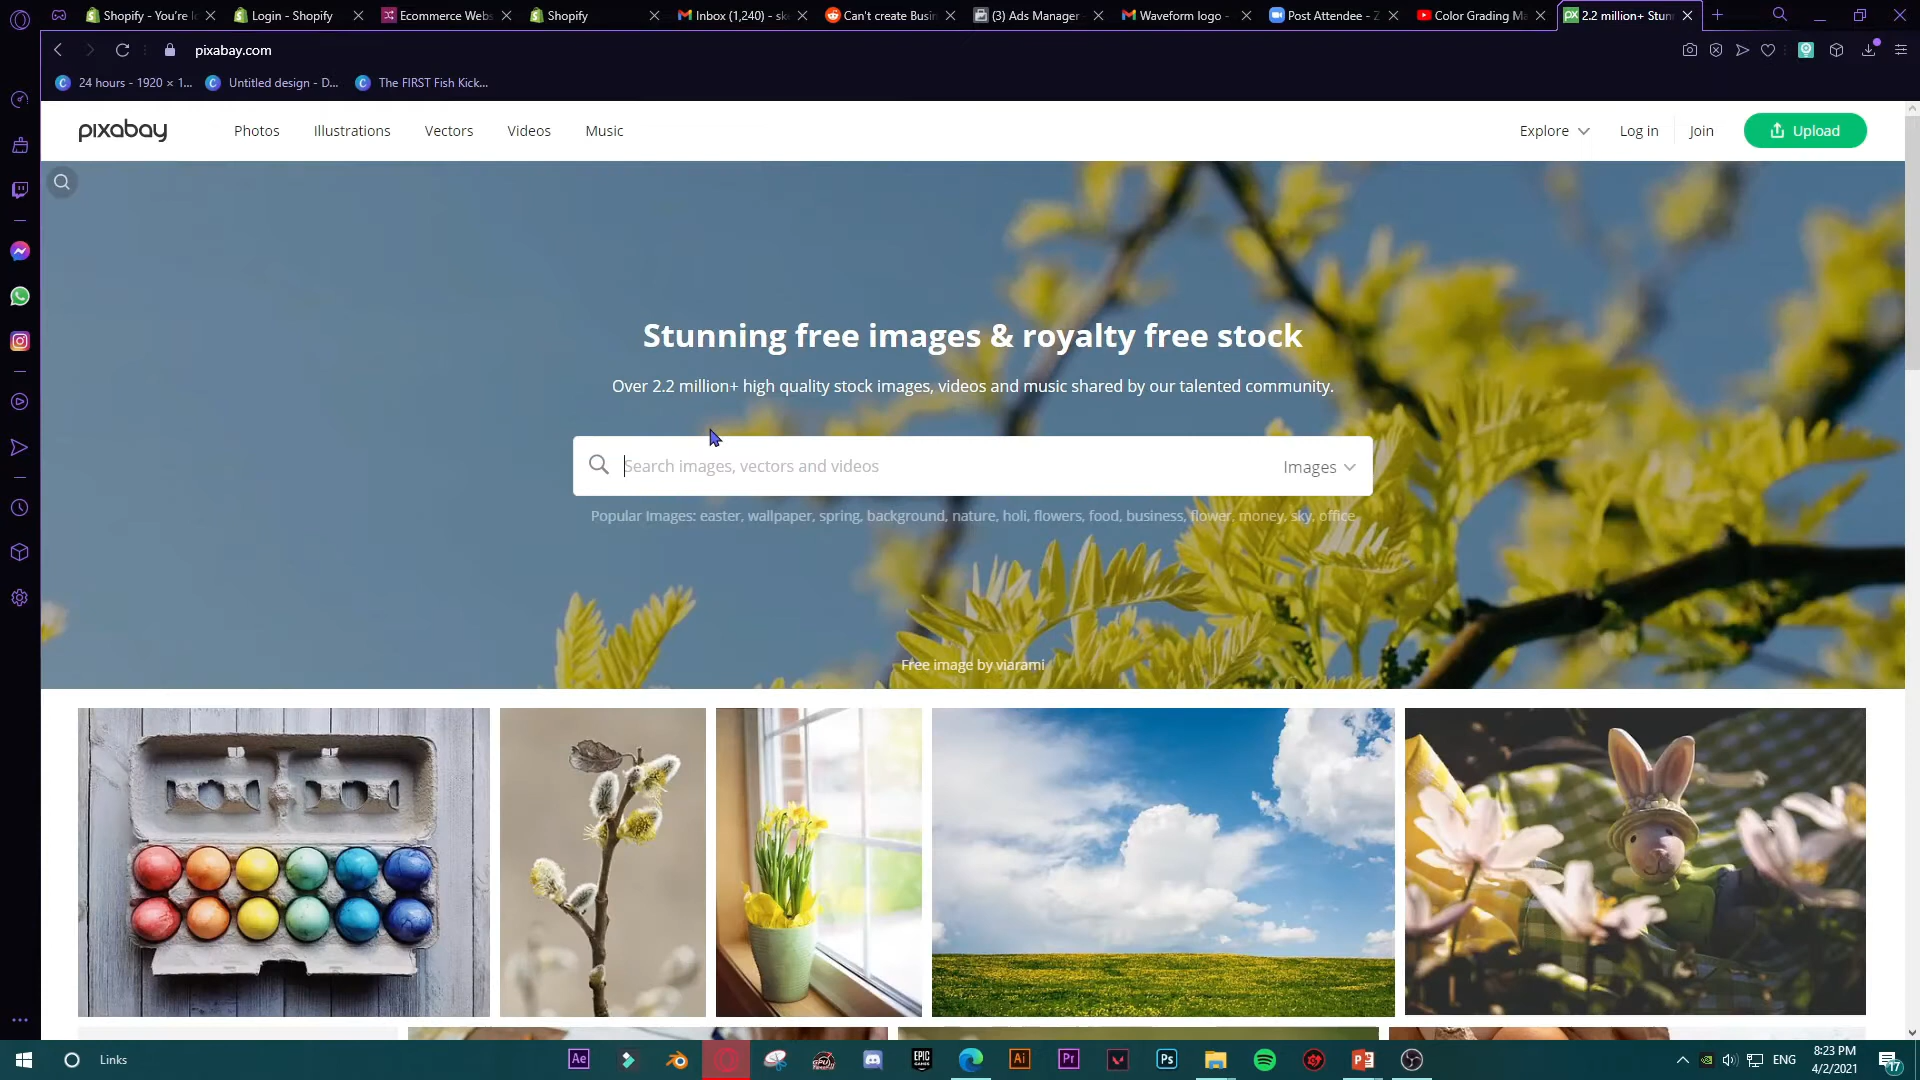 Shopify - You're l
Login - Shopify
Ecommerce Webs
Shopify
Inbox (1,240) - sk
Can't create Busin
(3) Ads Manager
Waveform logo -
Post Attendee - Z
Color Grading Ma
2.2 million+ Stunn
pixabay.com
24 hours - 1920 × 1...
Untitled design - D...
The FIRST Fish Kick...
pixabay
Photos
Illustrations
Vectors
Videos
Music
Explore
Log in
Join
Upload
Stunning free images & royalty free stock
Over 2.2 million+ high quality stock images, videos and music shared by our talented community.
Search images, vectors and videos
Images
Popular Images: easter, wallpaper, spring, background, nature, holi, flowers, food, business, flower, money, sky, office
Free image by viarami
Links
ENG
8:23 PM
4/2/2021
17